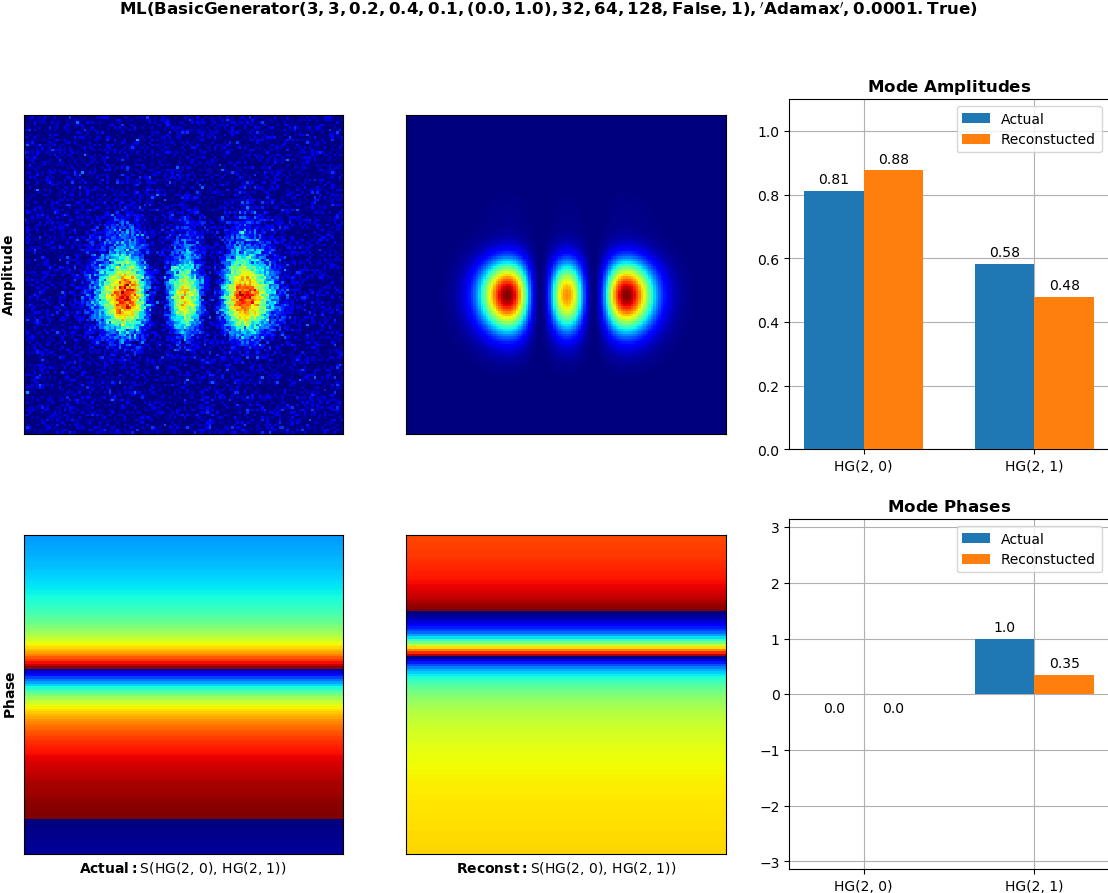 ML(BasicGenerator(3, 3, 0.2, 0.4, 0.1, (0.0, 1.0), 32, 64, 128, False, 1), ′Adamax′, 0.0001. True)
Amplitude
Mode Amplitudes
Actual
Reconstucted
1.0
0.8
0.6
0.4
0.2
0.0
0.81
0.88
0.58
0.48
HG(2, 0)
HG(2, 1)
Phase
Actual: S(HG(2, 0), HG(2, 1))
Reconst: S(HG(2, 0), HG(2, 1))
Mode Phases
Actual
Reconstucted
3
2
1
0
−1
−2
−3
0.0
0.0
1.0
0.35
HG(2, 0)
HG(2, 1)